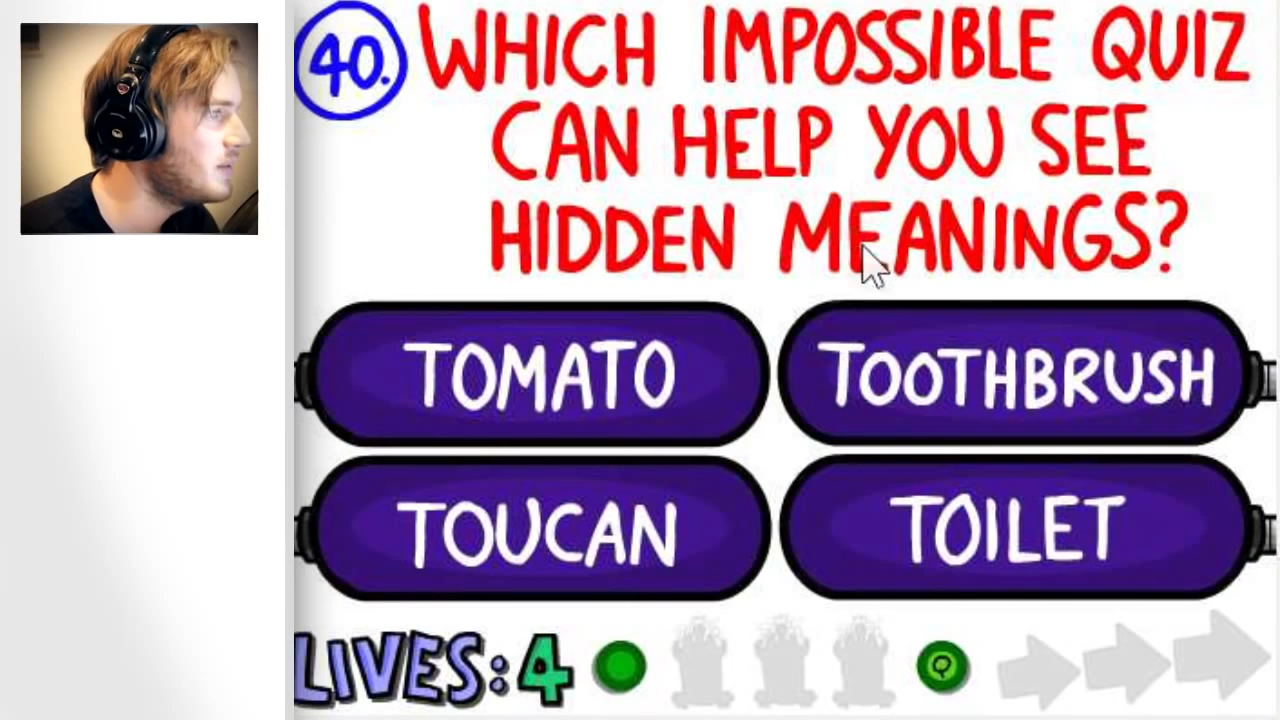 40. WHICH IMPOSSIBLE QUIZ
CAN HELP YOU SEE
HIDDEN MEANINGS?
TOMATO
TOOTHBRUSH
TOUCAN
TOILET
LIVES: 4
Q